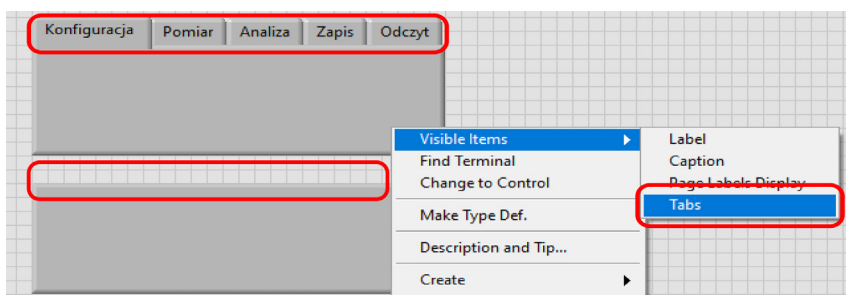 Konfiguracja Pomiar Analiza Zapis Odczyt
Visible Items
Find Terminal
Change to Control
Make Type Def.
Description and Tip...
Create
Label
Caption
Page Labels Display
Tabs